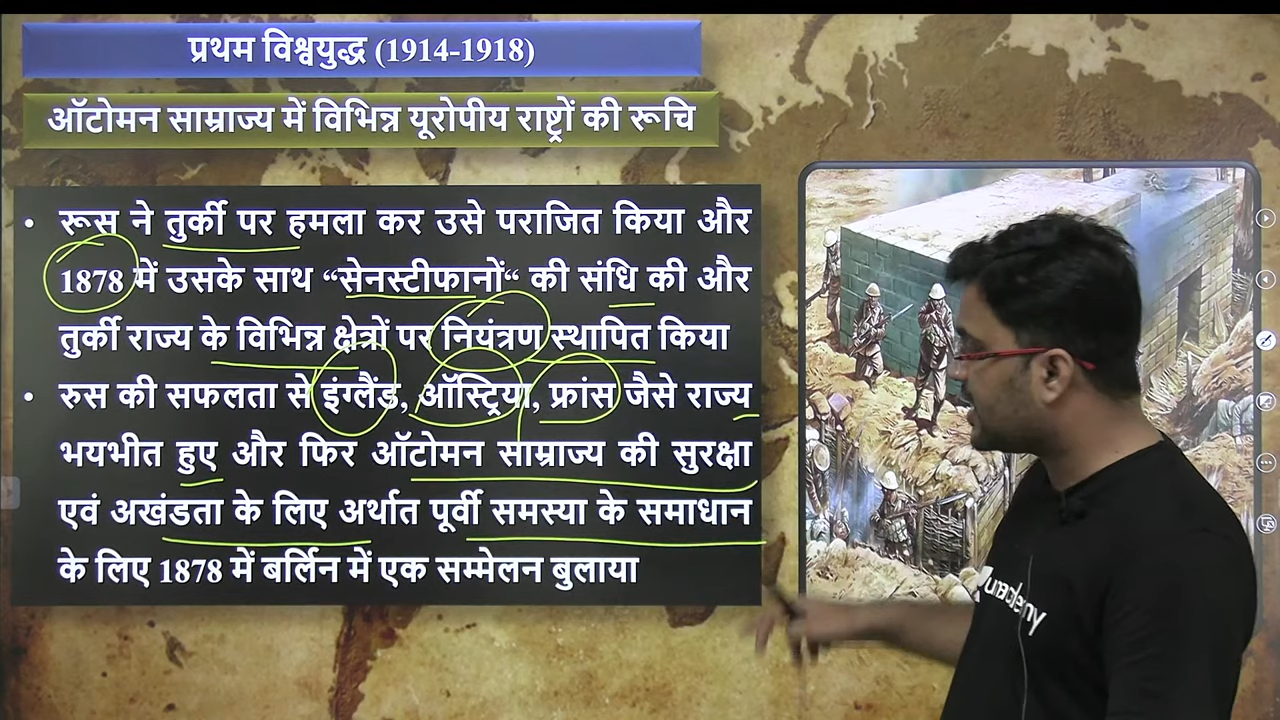 प्रथम विश्वयुद्ध (1914-1918)
ऑटोमन साम्राज्य में विभिन्न यूरोपीय राष्ट्रों की रूचि
• रूस ने तुर्की पर हमला कर उसे पराजित किया और
1878 में उसके साथ “सेनस्टीफानों“ की संधि की और
तुर्की राज्य के विभिन्न क्षेत्रों पर नियंत्रण स्थापित किया
• रुस की सफलता से इंग्लैंड, ऑस्ट्रिया, फ्रांस जैसे राज्य
भयभीत हुए और फिर ऑटोमन साम्राज्य की सुरक्षा
एवं अखंडता के लिए अर्थात पूर्वी समस्या के समाधान
के लिए 1878 में बर्लिन में एक सम्मेलन बुलाया
unacademy